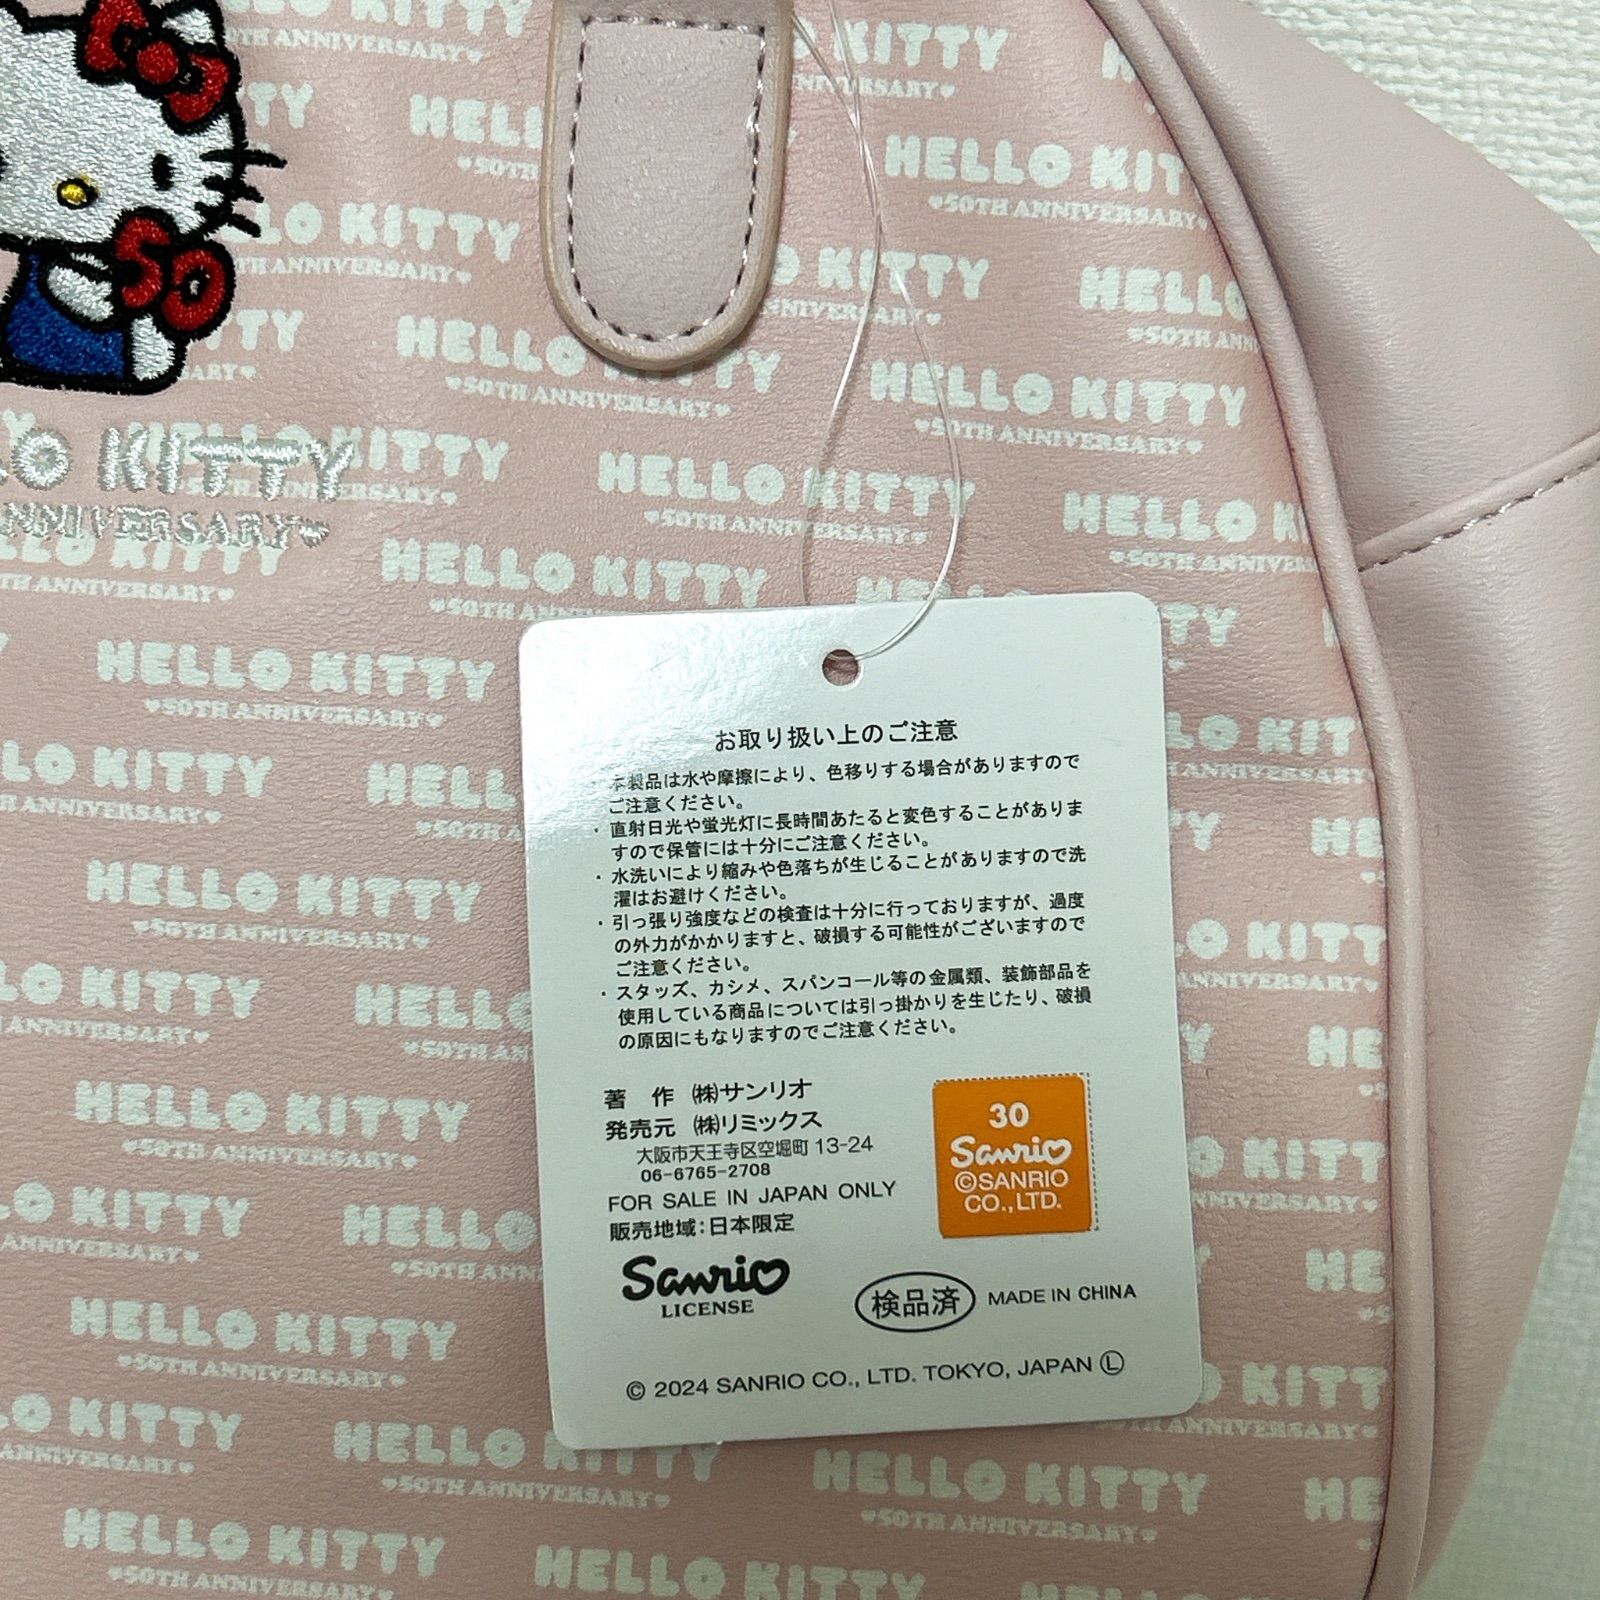 HELLO KITTY
♥50TH ANNIVERSARY♥
お取り扱い上のご注意
・本製品は水や摩擦により、色移りする場合がありますので
ご注意ください。
・直射日光や蛍光灯に長時間あたると変色することがありま
すので保管には十分にご注意ください。
・水洗いにより縮みや色落ちが生じることがありますので洗
濯はお避けください。
・引っ張り強度などの検査は十分に行っておりますが、過度
の外力がかかりますと、破損する可能性がございますので
ご注意ください。
・スタッズ、カシメ、スパンコール等の金属類、装飾部品を
使用している商品については引っ掛かりを生じたり、破損
の原因にもなりますのでご注意ください。
著 作 ㈱サンリオ
発売元 ㈱リミックス
大阪市天王寺区空堀町 13-24
06-6765-2708
FOR SALE IN JAPAN ONLY
販売地域:日本限定
30
Sanrio
©SANRIO
CO.,LTD.
Sanrio
LICENSE
検品済
MADE IN CHINA
© 2024 SANRIO CO., LTD. TOKYO, JAPAN Ⓛ